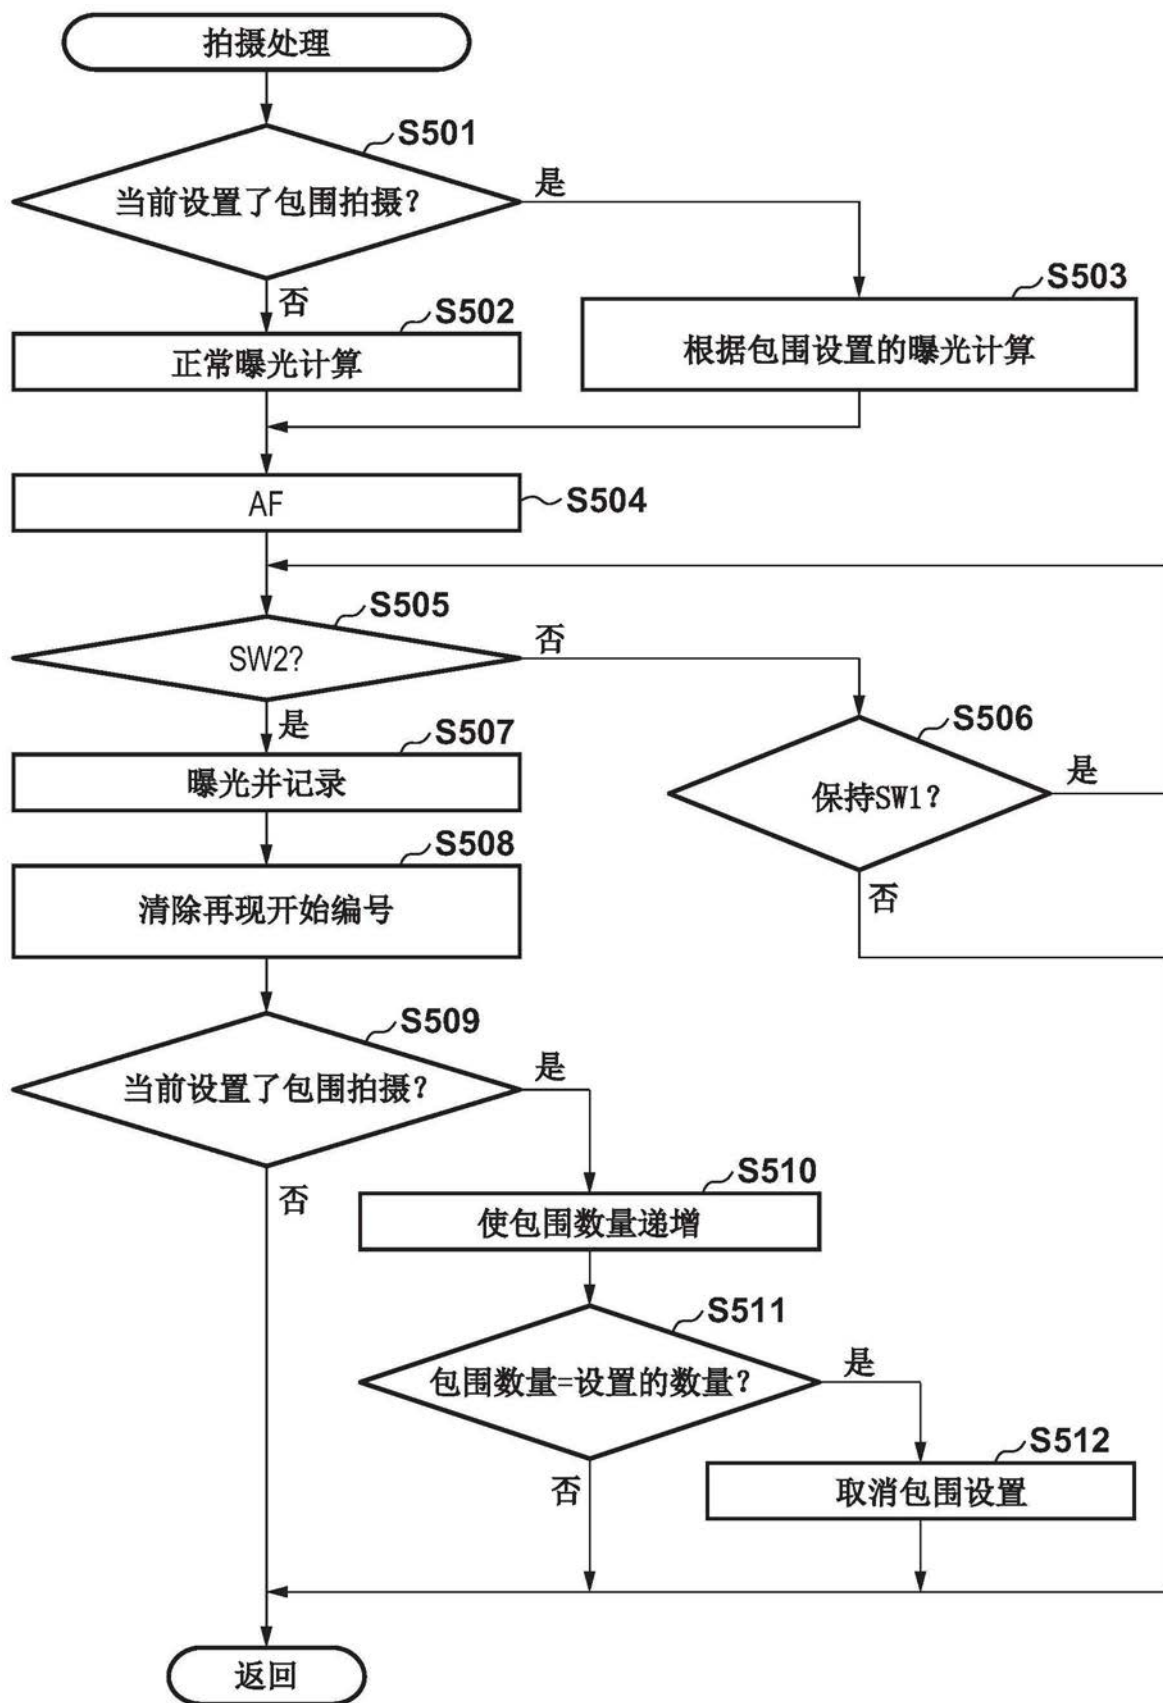 拍摄处理
S501
当前设置了包围拍摄？
是
否
S503
根据包围设置的曝光计算
S502
正常曝光计算
AF
S504
S505
SW2?
否
是
S506
保持SW1？
是
否
S507
曝光并记录
S508
清除再现开始编号
S509
当前设置了包围拍摄？
是
否
S510
使包围数量递增
S511
包围数量=设置的数量？
是
否
S512
取消包围设置
返回